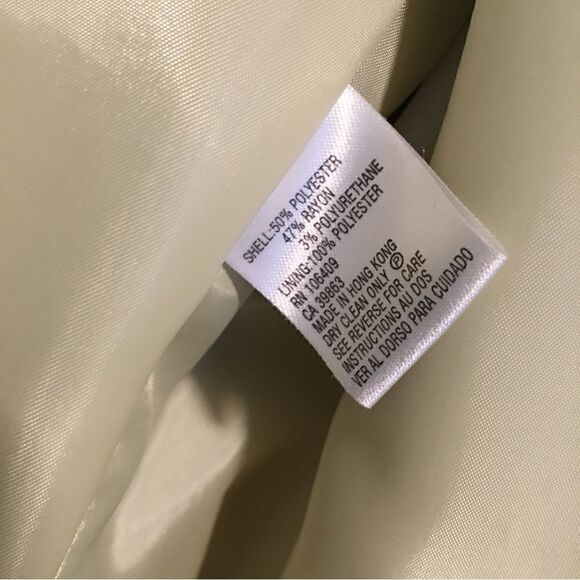 SHELL:50% POLYESTER
47% RAYON
3% POLYURETHANE
LINING:100% POLYESTER
RN 106409
CA 39863
MADE IN HONG KONG
DRY CLEAN ONLY Ⓟ
SEE REVERSE FOR CARE
INSTRUCTIONS AU DOS
VER AL DORSO PARA CUIDADO